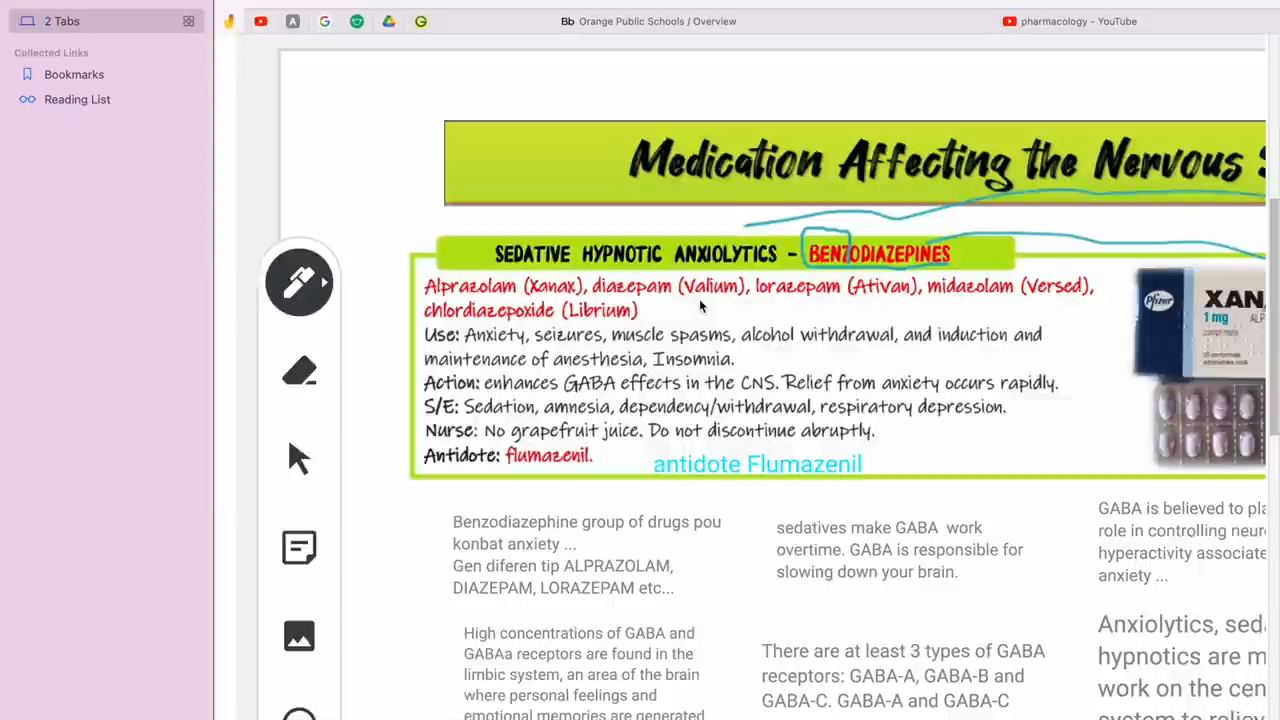 2 Tabs
Collected Links
Bookmarks
Reading List
Bb Orange Public Schools / Overview
pharmacology - YouTube
Medication Affecting the Nervous
SEDATIVE HYPNOTIC ANXIOLYTICS - BENZODIAZEPINES
Alprazolam (Xanax), diazepam (Valium), lorazepam (Ativan), midazolam (Versed),
chlordiazepoxide (Librium)
Use: Anxiety, seizures, muscle spasms, alcohol withdrawal, and induction and
maintenance of anesthesia, Insomnia.
Action: enhances GABA effects in the CNS. Relief from anxiety occurs rapidly.
S/E: Sedation, amnesia, dependency/withdrawal, respiratory depression.
Nurse: No grapefruit juice. Do not discontinue abruptly.
Antidote: flumazenil.
antidote Flumazenil
Pfizer
XAN
1 mg
Benzodiazephine group of drugs pou
konbat anxiety ...
Gen diferen tip ALPRAZOLAM,
DIAZEPAM, LORAZEPAM etc...
sedatives make GABA work
overtime. GABA is responsible for
slowing down your brain.
GABA is believed to pla
role in controlling neur
hyperactivity associate
anxiety ...
High concentrations of GABA and
GABAa receptors are found in the
limbic system, an area of the brain
where personal feelings and
emotional memories are generated
There are at least 3 types of GABA
receptors: GABA-A, GABA-B and
GABA-C. GABA-A and GABA-C
Anxiolytics, sed
hypnotics are m
work on the cen
system to reliev